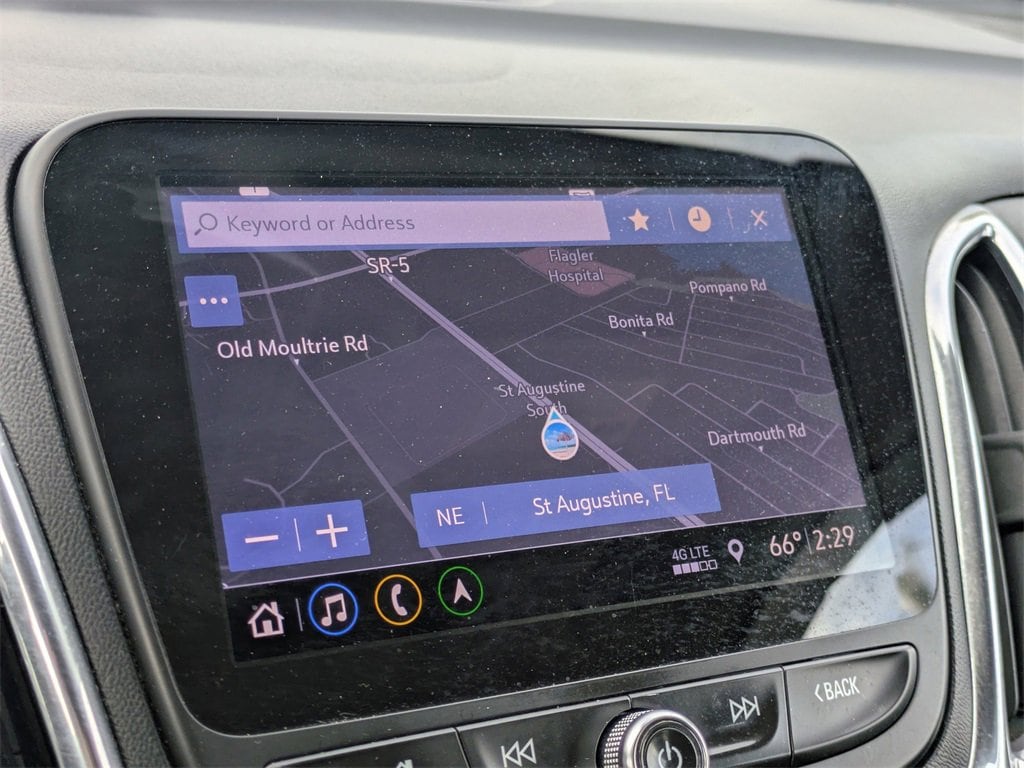 Keyword or Address
SR-5
Flagler
Hospital
Pompano Rd
Bonita Rd
Old Moultrie Rd
St Augustine
South
Dartmouth Rd
NE
St Augustine, FL
4G LTE
66° 2:29
BACK